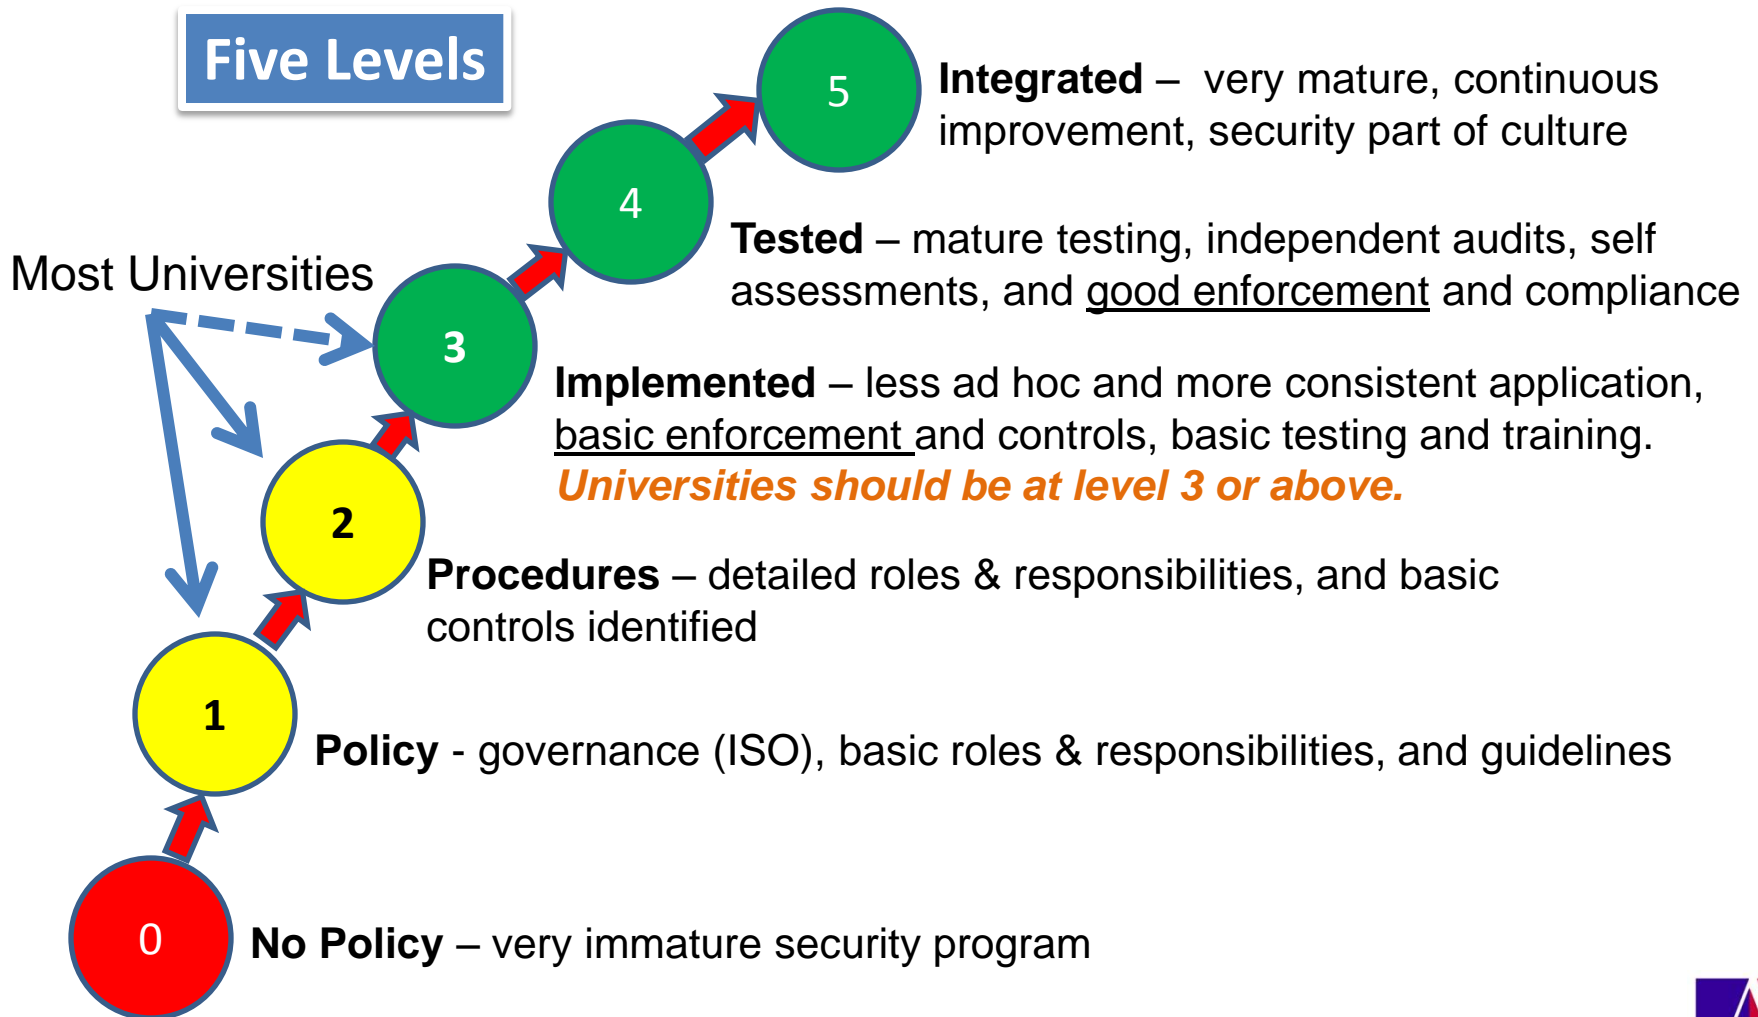 Five Levels
5
Integrated –  very mature, continuous
improvement, security part of culture
4
Tested – mature testing, independent audits, self
assessments, and good enforcement and compliance
Most Universities
3
Implemented – less ad hoc and more consistent application,
basic enforcement and controls, basic testing and training.
Universities should be at level 3 or above.
2
Procedures – detailed roles & responsibilities, and basic
controls identified
1
Policy - governance (ISO), basic roles & responsibilities, and guidelines
0
No Policy – very immature security program